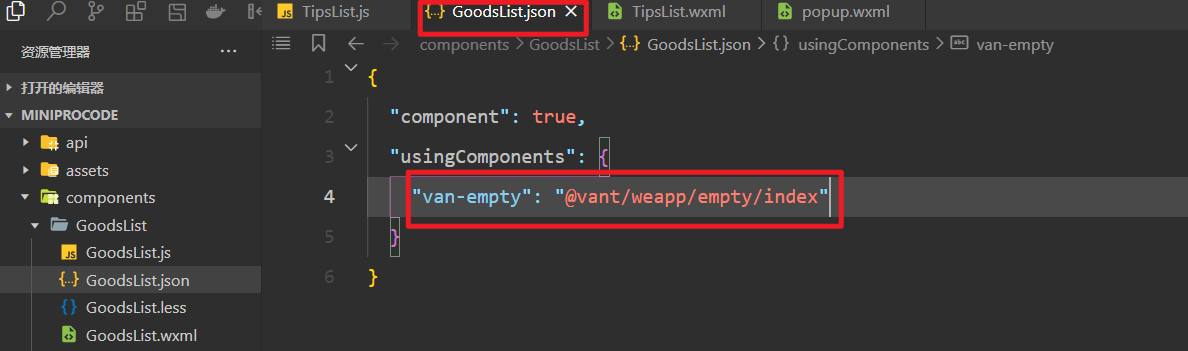 TipsList.js
GoodsList.json
TipsList.wxml
popup.wxml
资源管理器
components > GoodsList > GoodsList.json > {} usingComponents > van-empty
打开的编辑器
MINIPROCODE
api
assets
components
GoodsList
GoodsList.js
GoodsList.json
GoodsList.less
GoodsList.wxml
1 {
2 "component": true,
3 "usingComponents": {
4 "van-empty": "@vant/weapp/empty/index"
5 }
6 }